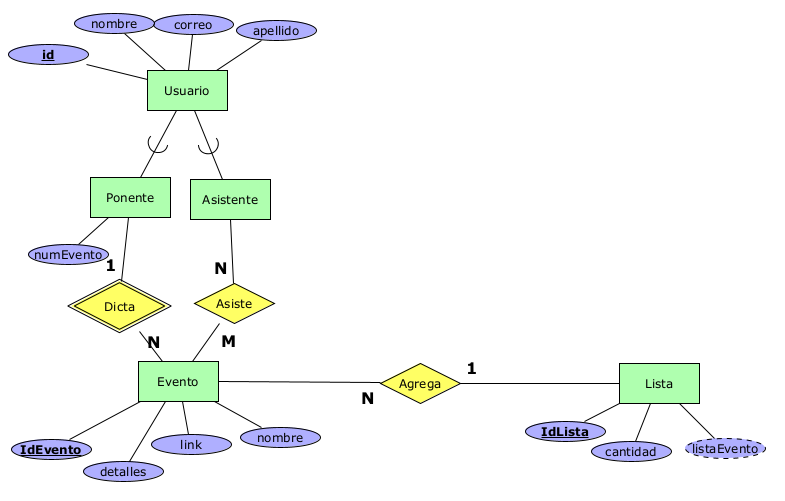 nombre
correo
apellido
id
Usuario
Ponente
Asistente
numEvento
1
N
Dicta
Asiste
N
M
Evento
Agrega
1
Lista
N
IdEvento
detalles
link
nombre
IdLista
cantidad
listaEvento